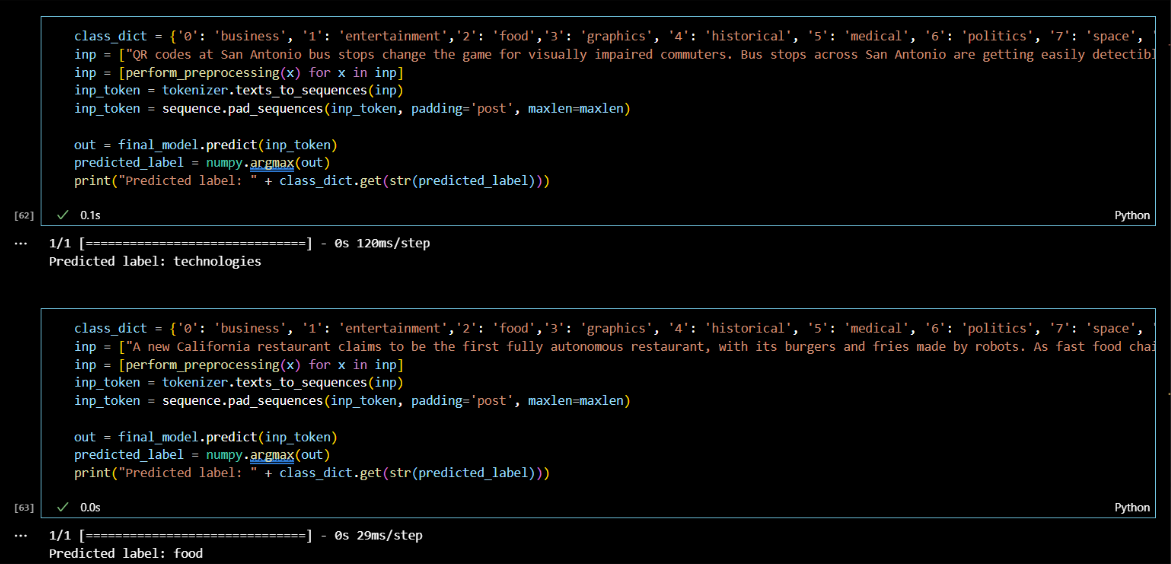 class_dict = {'0': 'business', '1': 'entertainment','2': 'food','3': 'graphics', '4': 'historical', '5': 'medical', '6': 'politics', '7': 'space', '
inp = ["QR codes at San Antonio bus stops change the game for visually impaired commuters. Bus stops across San Antonio are getting easily detectibl
inp = [perform_preprocessing(x) for x in inp]
inp_token = tokenizer.texts_to_sequences(inp)
inp_token = sequence.pad_sequences(inp_token, padding='post', maxlen=maxlen)
out = final_model.predict(inp_token)
predicted_label = numpy.argmax(out)
print("Predicted label: " + class_dict.get(str(predicted_label)))
[62] ✓ 0.1s Python
... 1/1 [==============================] - 0s 120ms/step
Predicted label: technologies
class_dict = {'0': 'business', '1': 'entertainment','2': 'food','3': 'graphics', '4': 'historical', '5': 'medical', '6': 'politics', '7': 'space', '
inp = ["A new California restaurant claims to be the first fully autonomous restaurant, with its burgers and fries made by robots. As fast food chai
inp = [perform_preprocessing(x) for x in inp]
inp_token = tokenizer.texts_to_sequences(inp)
inp_token = sequence.pad_sequences(inp_token, padding='post', maxlen=maxlen)
out = final_model.predict(inp_token)
predicted_label = numpy.argmax(out)
print("Predicted label: " + class_dict.get(str(predicted_label)))
[63] ✓ 0.0s Python
... 1/1 [==============================] - 0s 29ms/step
Predicted label: food